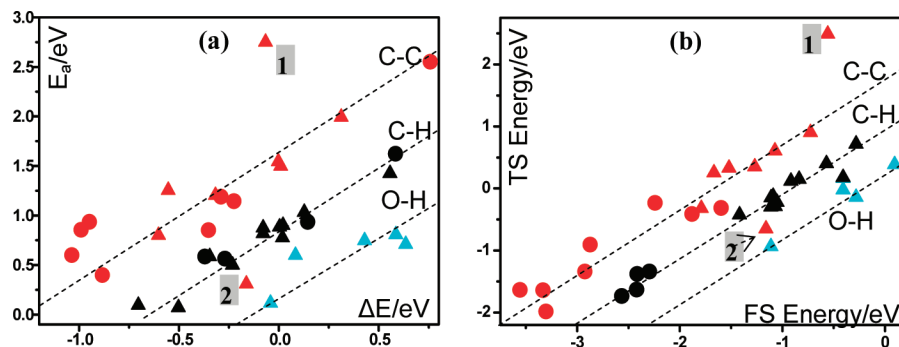 (a)
E_a/eV
3.0
2.5
2.0
1.5
1.0
0.5
0.0
1
2
C-C
C-H
O-H
ΔE/eV
-1.0
-0.5
0.0
0.5
(b)
TS Energy/eV
2
1
0
-1
-2
1
2
C-C
C-H
O-H
FS Energy/eV
-3
-2
-1
0